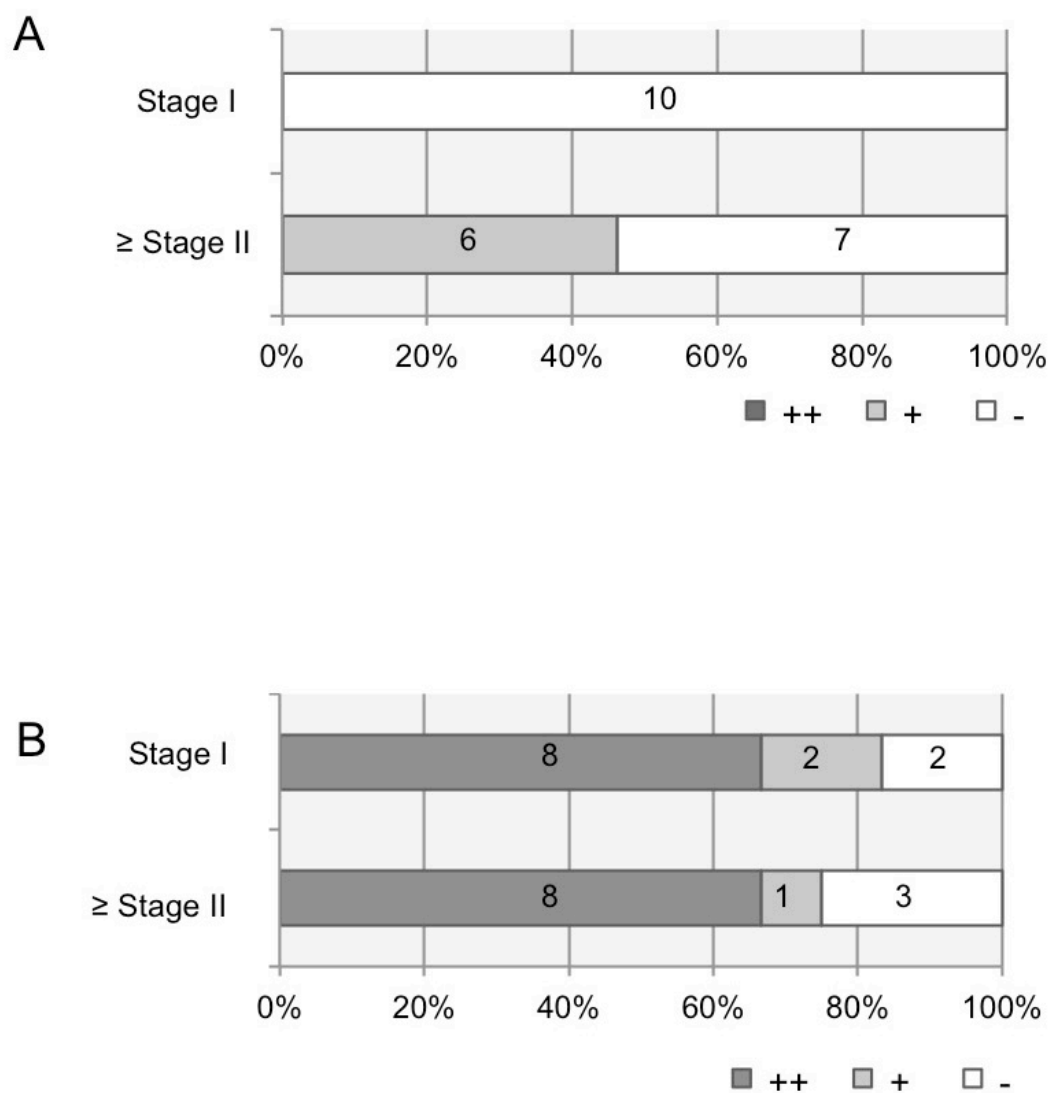 A
Stage I
10
≥ Stage II
6 7
0% 20% 40% 60% 80% 100%
++ + -
B
Stage I
8 2 2
≥ Stage II
8 1 3
0% 20% 40% 60% 80% 100%
++ + -